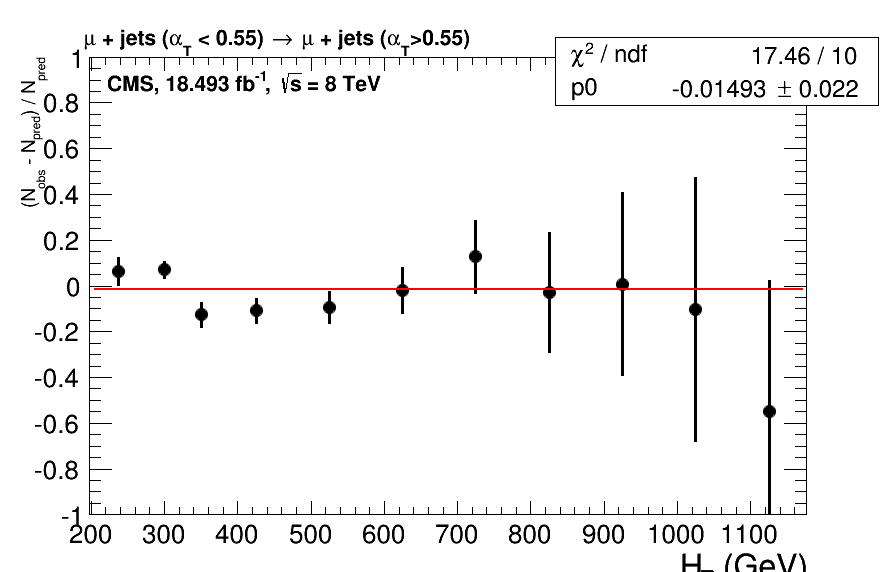 μ + jets (α_T < 0.55) → μ + jets (α_T>0.55)
χ² / ndf 17.46 / 10
p0 -0.01493 ± 0.022
CMS, 18.493 fb⁻¹, √s = 8 TeV
(N_obs - N_pred) / N_pred
1
0.8
0.6
0.4
0.2
0
-0.2
-0.4
-0.6
-0.8
-1
200 300 400 500 600 700 800 900 1000 1100
(GeV)